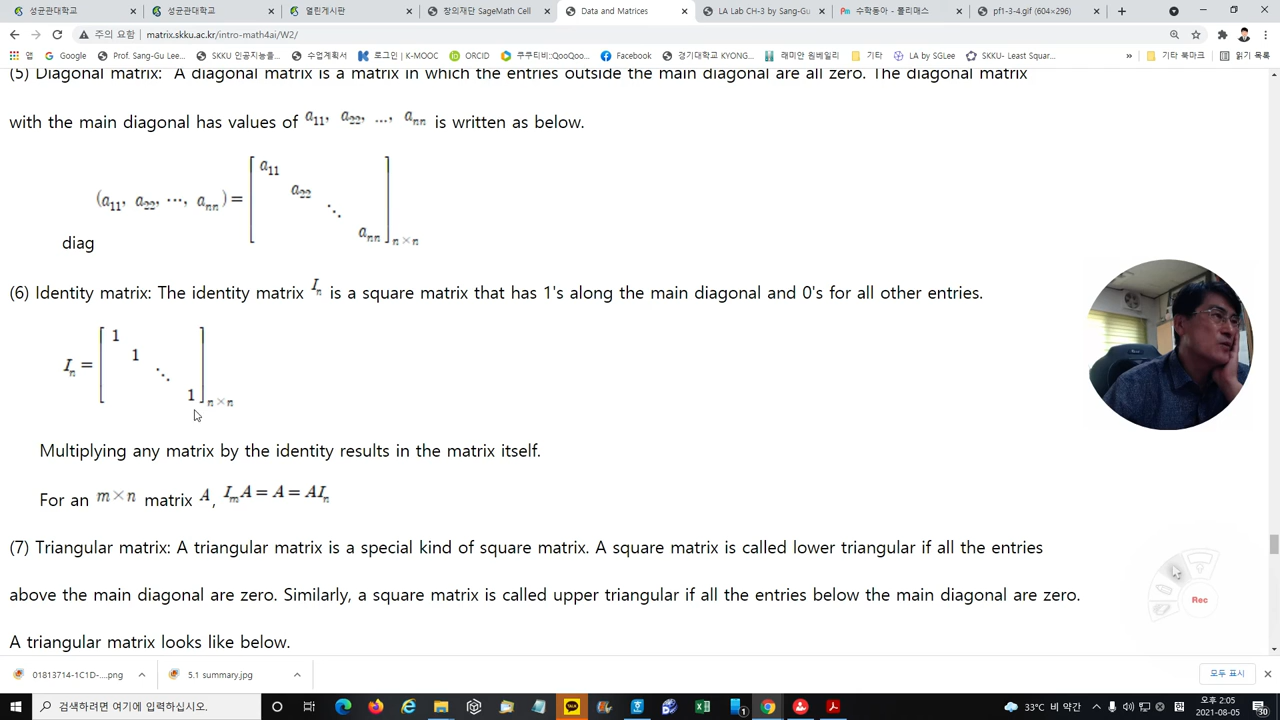 성균관대학교
성균관대학교
열린게시판
창의재단 SageMath Cell
Data and Matrices
LA Lab CH-3 by Sang-Gu
수학동아 - 폴리매스
pf1-3-4.gif (604×296)
주의 요함
matrix.skku.ac.kr/intro-math4ai/W2/
앱
Google
Prof. Sang-Gu Lee...
SKKU 인공지능을...
수업계획서
로그인 | K-MOOC
ORCID
쿠쿠티비::QooQoo...
Facebook
경기대학교 KYONG...
래미안 원베일리
기타
LA by SGLee
SKKU- Least Squar...
»
기타 북마크
읽기 목록
(5) Diagonal matrix: A diagonal matrix is a matrix in which the entries outside the main diagonal are all zero. The diagonal matrix
with the main diagonal has values of a11, a22, ..., ann is written as below.
diag (a11, a22, ⋯, ann) = [a11 a22 ⋱ ann] n×n
(6) Identity matrix: The identity matrix In is a square matrix that has 1's along the main diagonal and 0's for all other entries.
In = [1 1 ⋱ 1] n×n
Multiplying any matrix by the identity results in the matrix itself.
For an m×n matrix A, ImA = A = AIn
(7) Triangular matrix: A triangular matrix is a special kind of square matrix. A square matrix is called lower triangular if all the entries
above the main diagonal are zero. Similarly, a square matrix is called upper triangular if all the entries below the main diagonal are zero.
A triangular matrix looks like below.
Rec
01813714-1C1D-....png
5.1 summary.jpg
모두 표시
검색하려면 여기에 입력하십시오.
TALK
33℃ 비 약간
오후 2:05
2021-08-05
30